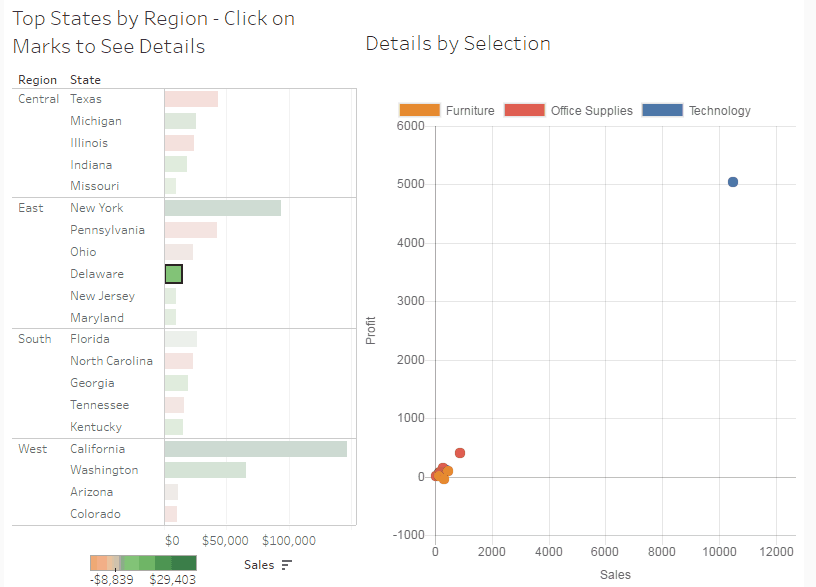 Top States by Region - Click on
Marks to See Details
Region State
Central Texas
Michigan
Illinois
Indiana
Missouri
East New York
Pennsylvania
Ohio
Delaware
New Jersey
Maryland
South Florida
North Carolina
Georgia
Tennessee
Kentucky
West California
Washington
Arizona
Colorado
$0 $50,000 $100,000
Sales
-$8,839 $29,403
Details by Selection
Furniture Office Supplies Technology
6000
5000
4000
3000
2000
1000
0
-1000
Profit
0 2000 4000 6000 8000 10000 12000
Sales